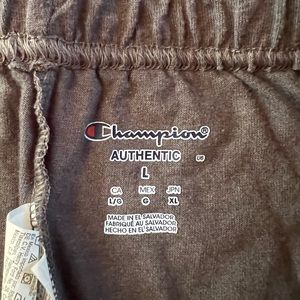 Champion®
AUTHENTIC
L
CA MEX JPN
L/G G XL
MADE IN EL SALVADOR
FABRIQUÉ AU SALVADOR
HECHO EN EL SALVADOR